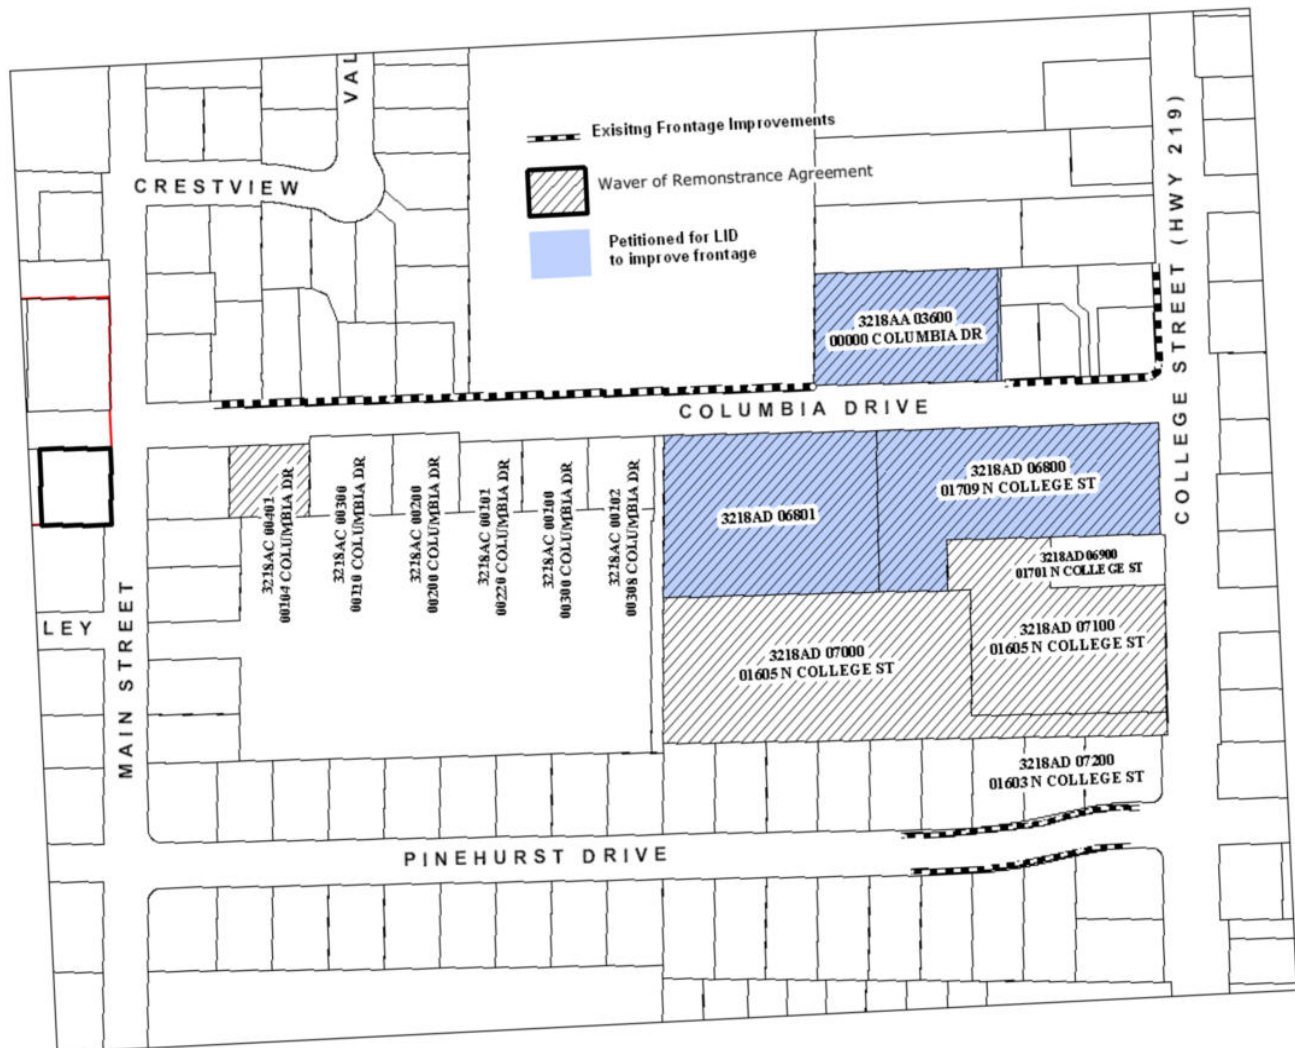 VAL
COLLEGE STREET (HWY 219)
Exisitng Frontage Improvements
Waver of Remonstrance Agreement
CRESTVIEW
Petitioned for LID
to improve frontage
3218AA 03600
00000 COLUMBIA DR
COLUMBIA DRIVE
3218AC 00401
00104 COLUMBIA DR
3218AC 00300
00110 COLUMBIA DR
3218AC 00200
00200 COLUMBIA DR
3218AC 00101
00220 COLUMBIA DR
3218AC 00100
00300 COLUMBIA DR
3218AC 00102
00308 COLUMBIA DR
3218AD 06801
3218AD 06800
01709 N COLLEGE ST
3218AD 06900
01701 N COLLEGE ST
3218AD 07100
01605 N COLLEGE ST
3218AD 07000
01605 N COLLEGE ST
LEY
MAIN STREET
3218AD 07200
01603 N COLLEGE ST
PINEHURST DRIVE